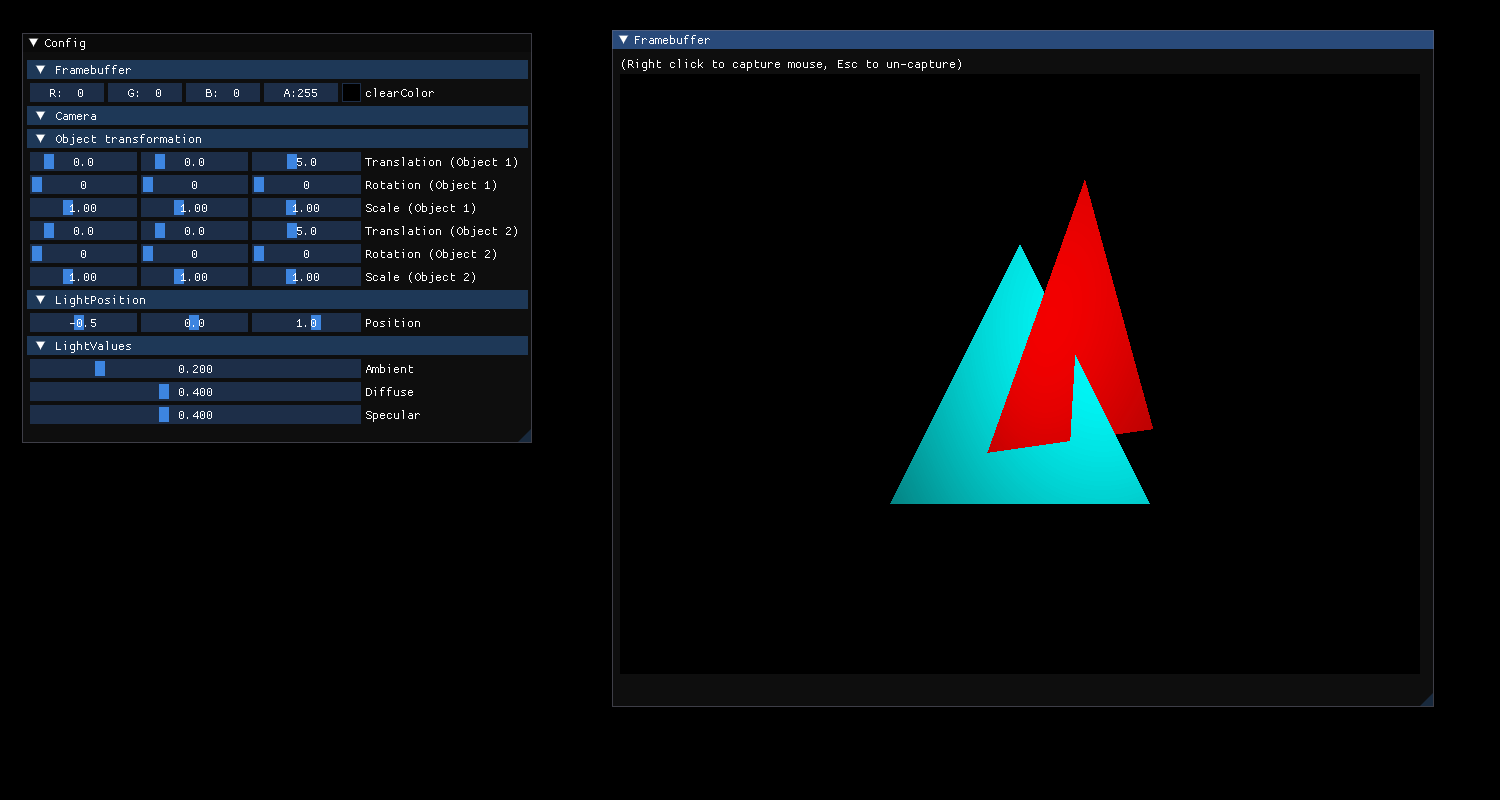 Config
Framebuffer
R: 0 G: 0 B: 0 A:255 clearColor
Camera
Object transformation
0.0 0.0 5.0 Translation (Object 1)
0 0 0 Rotation (Object 1)
1.00 1.00 1.00 Scale (Object 1)
0.0 0.0 5.0 Translation (Object 2)
0 0 0 Rotation (Object 2)
1.00 1.00 1.00 Scale (Object 2)
LightPosition
-0.5 0.0 1.0 Position
LightValues
0.200 Ambient
0.400 Diffuse
0.400 Specular
Framebuffer
(Right click to capture mouse, Esc to un-capture)